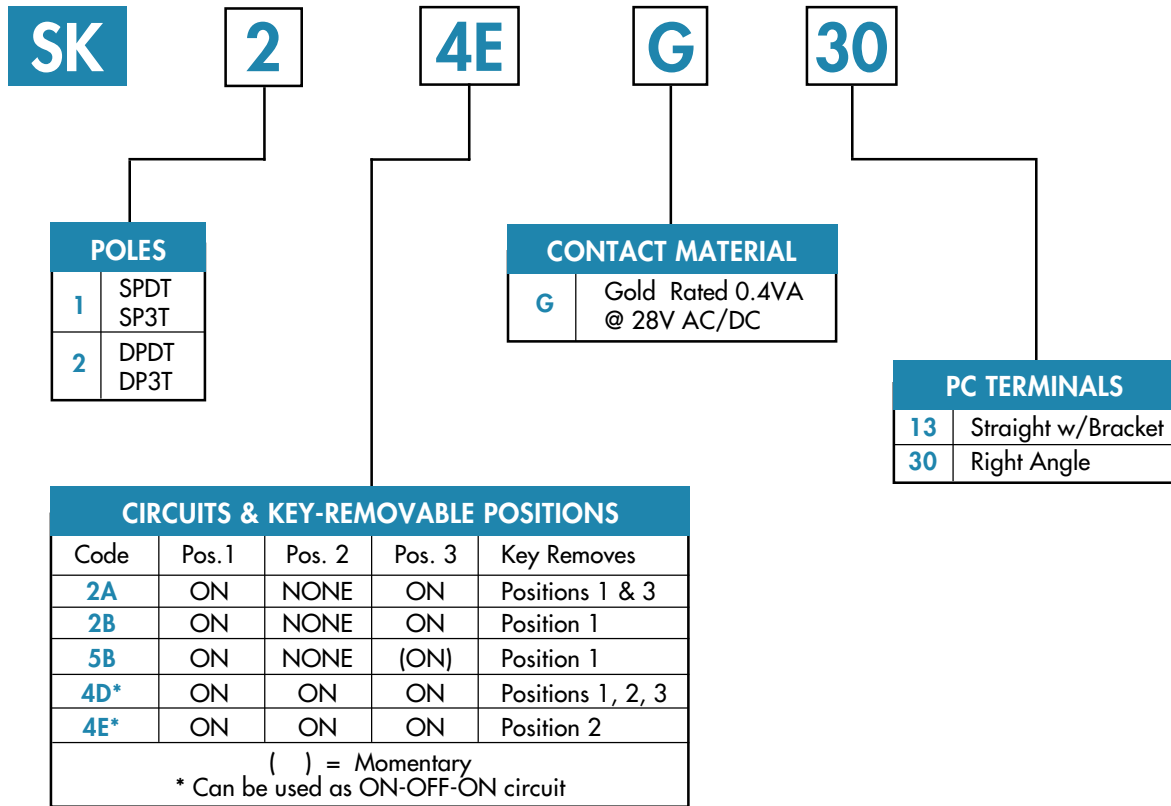 SK 2 4E G 30
POLES
1 SPDT
SP3T
2 DPDT
DP3T
CONTACT MATERIAL
G Gold Rated 0.4VA
@ 28V AC/DC
PC TERMINALS
13 Straight w/Bracket
30 Right Angle
CIRCUITS & KEY-REMOVABLE POSITIONS
Code Pos.1 Pos. 2 Pos. 3 Key Removes
2A ON NONE ON Positions 1 & 3
2B ON NONE ON Position 1
5B ON NONE (ON) Position 1
4D* ON ON ON Positions 1, 2, 3
4E* ON ON ON Position 2
( ) = Momentary
* Can be used as ON-OFF-ON circuit